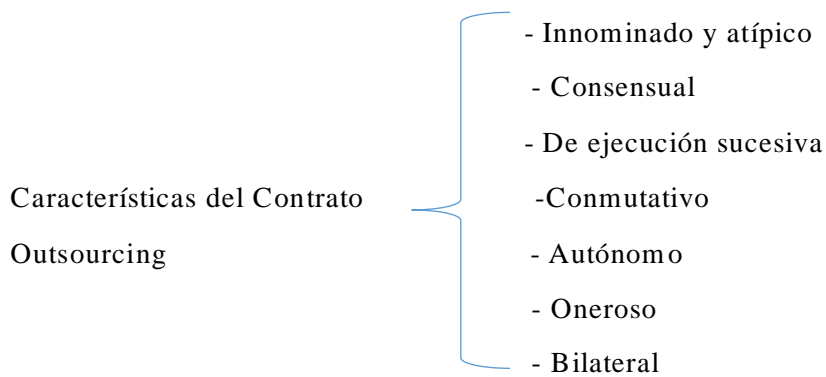 Características del Contrato
Outsourcing
- Innominado y atípico
- Consensual
- De ejecución sucesiva
-Conmutativo
- Autónomo
- Oneroso
- Bilateral